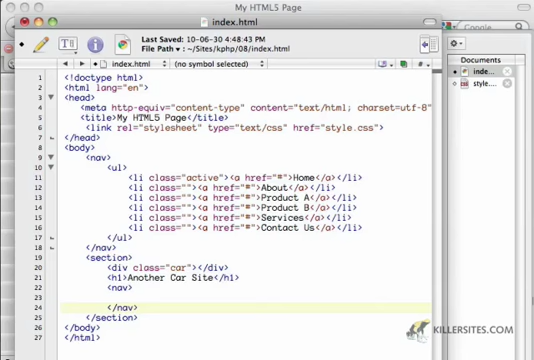 My HTML5 Page
index.html
Last Saved: 10-06-30 4:48:43 PM
File Path ▾: ~/Sites/kphp/08/index.html
index.html
(no symbol selected)
Google
Documents
inde...
style....
1 <!doctype html>
2 <html lang="en">
3 <head>
4 <meta http-equiv="content-type" content="text/html; charset=utf-8"
5 <title>My HTML5 Page</title>
6 <link rel="stylesheet" type="text/css" href="style.css">
7 </head>
8 <body>
9 <nav>
10 <ul>
11 <li class="active"><a href="#">Home</a></li>
12 <li class=""><a href="#">About</a></li>
13 <li class=""><a href="#">Product A</a></li>
14 <li class=""><a href="#">Product B</a></li>
15 <li class=""><a href="#">Services</a></li>
16 <li class=""><a href="#">Contact Us</a></li>
17 </ul>
18 </nav>
19 <section>
20 <div class="car"></div>
21 <h1>Another Car Site</h1>
22 <nav>
23
24 </nav>
25 </section>
26 </body>
27 </html>
KILLERSITES.COM